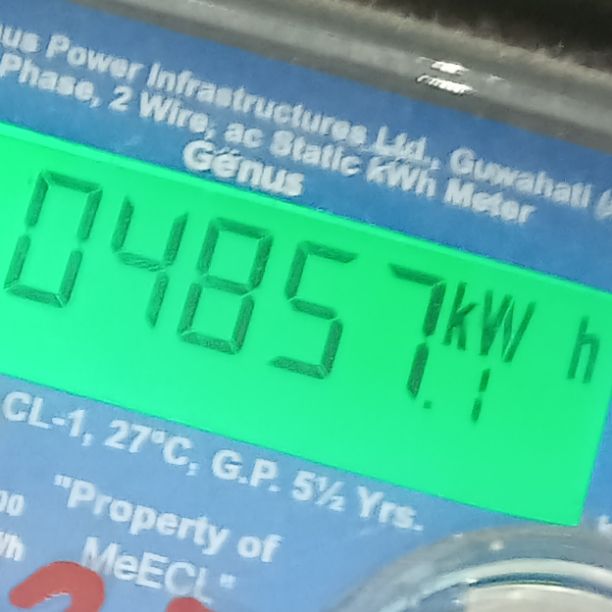 us Power Infrastructures Ltd., Guwahati
Phase, 2 Wire, ac Static kWh Meter
Genus
04857.1 kW h
CL-1, 27°C, G.P. 5½ Yrs.
"Property of
MeECL"